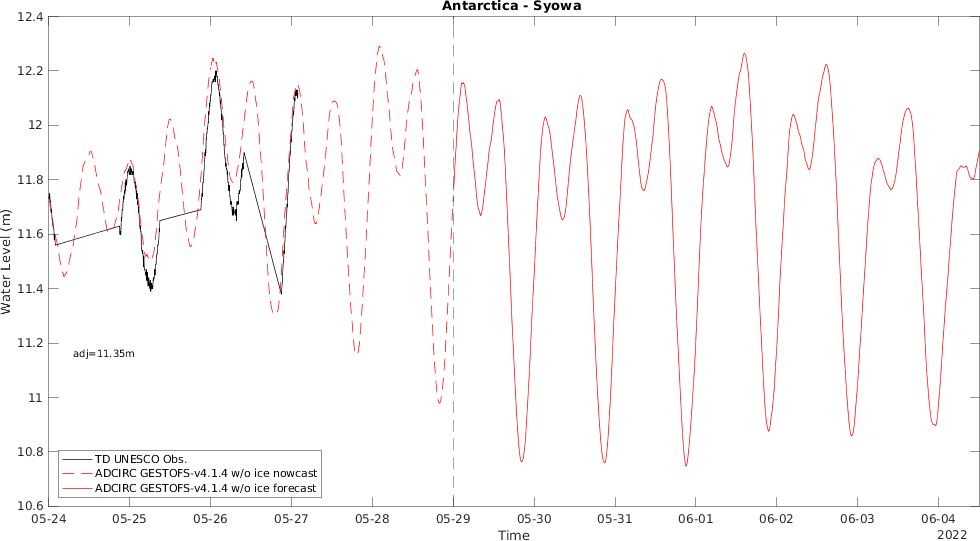 Antarctica - Syowa
12.4
12.2
12
11.8
11.6
11.4
11.2
11
10.8
10.6
Water Level (m)
adj=11.35m
TD UNESCO Obs.
ADCIRC GESTOFS-v4.1.4 w/o ice nowcast
ADCIRC GESTOFS-v4.1.4 w/o ice forecast
05-24 05-25 05-26 05-27 05-28 05-29 05-30 05-31 06-01 06-02 06-03 06-04
Time
2022